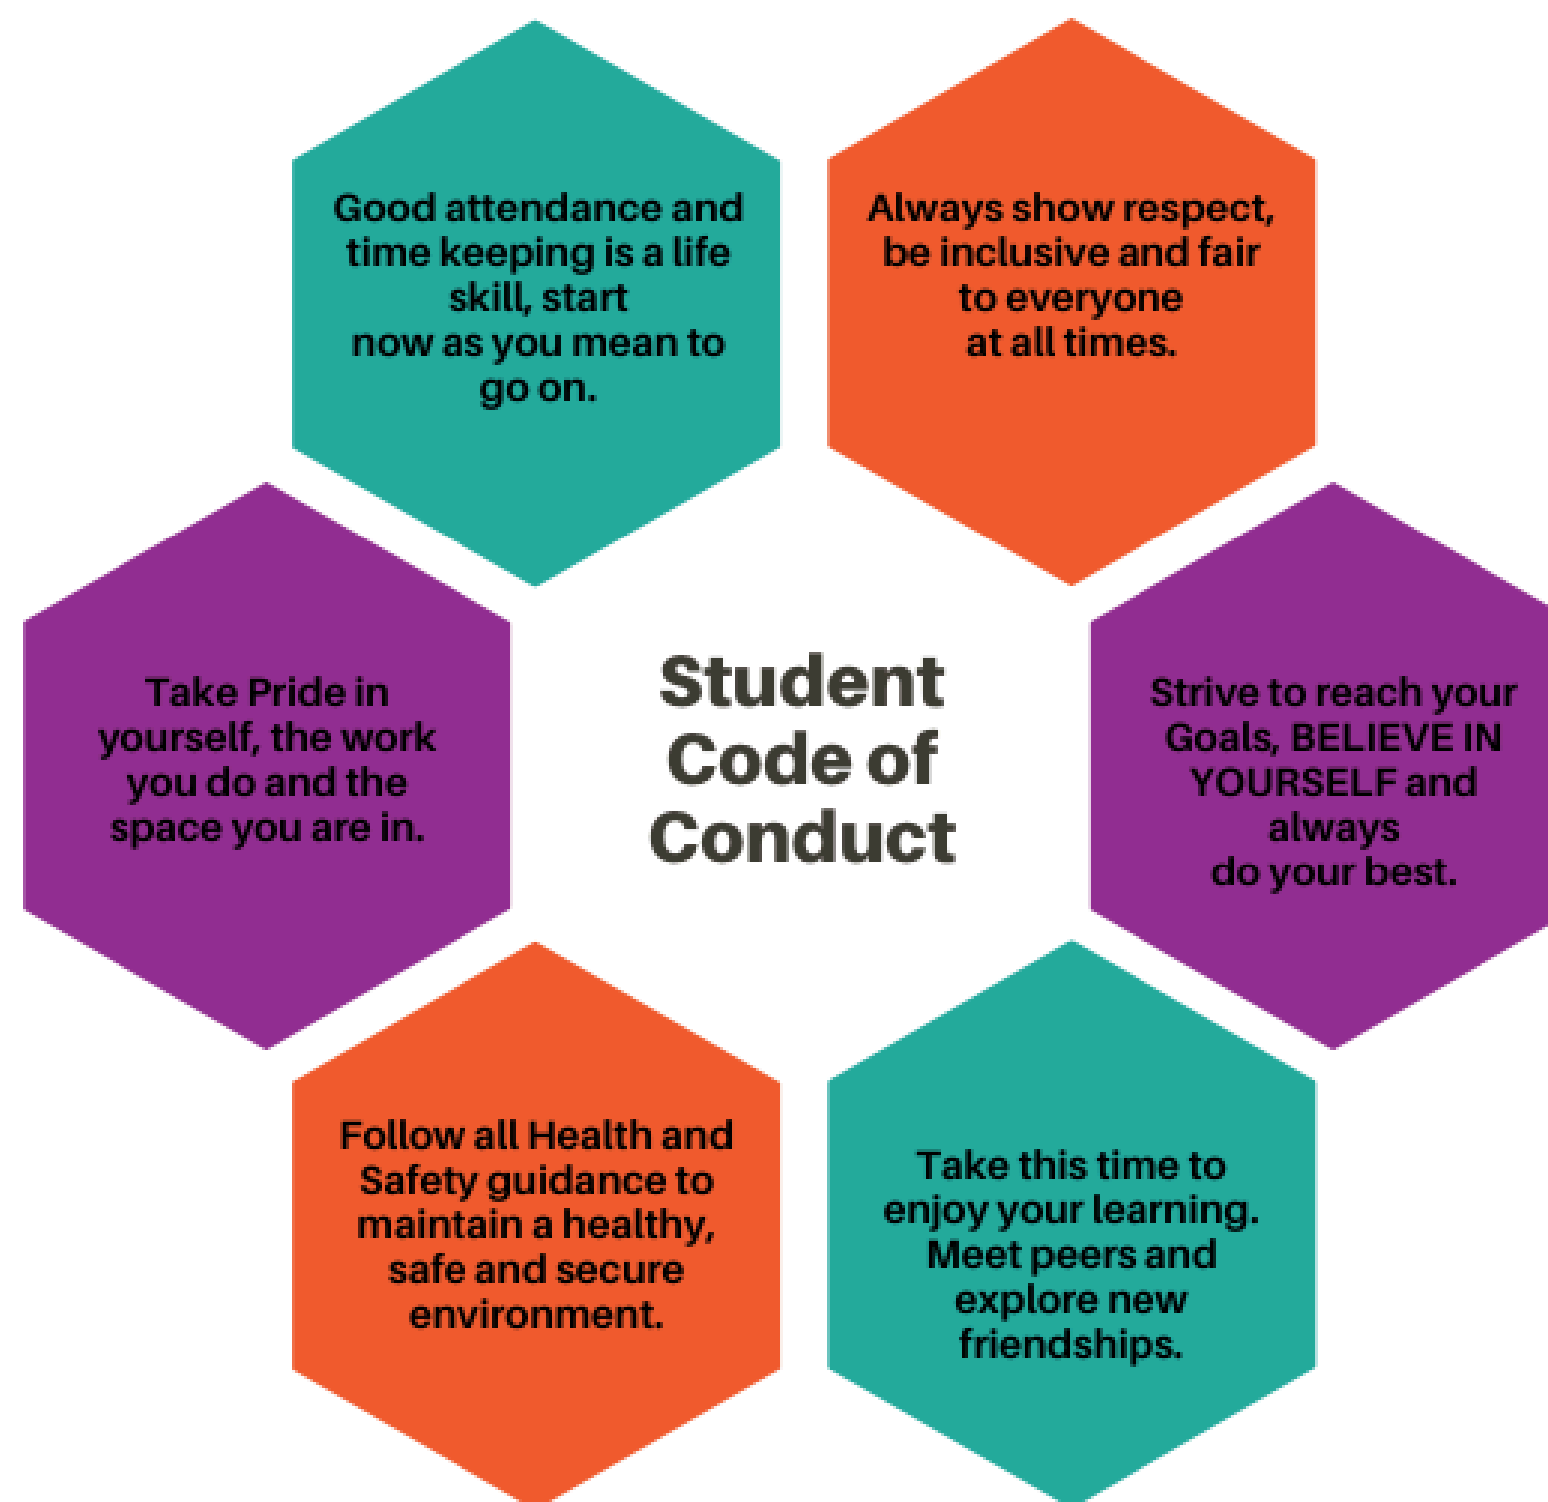 Good attendance and
time keeping is a life
skill, start
now as you mean to
go on.
Always show respect,
be inclusive and fair
to everyone
at all times.
Take Pride in
yourself, the work
you do and the
space you are in.
Student
Code of
Conduct
Strive to reach your
Goals, BELIEVE IN
YOURSELF and
always
do your best.
Follow all Health and
Safety guidance to
maintain a healthy,
safe and secure
environment.
Take this time to
enjoy your learning.
Meet peers and
explore new
friendships.